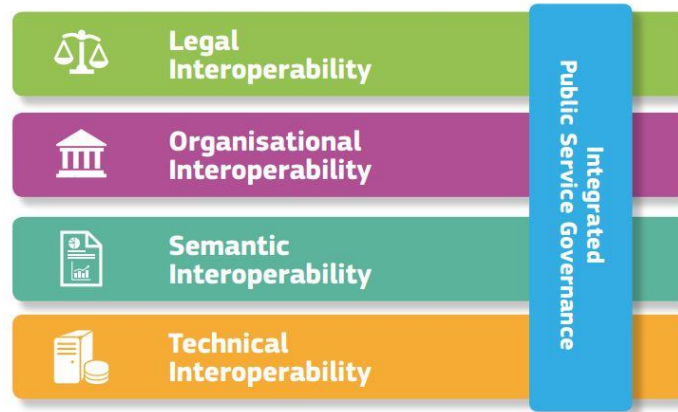 Legal
Interoperability
Organisational
Interoperability
Semantic
Interoperability
Technical
Interoperability
Integrated
Public Service Governance